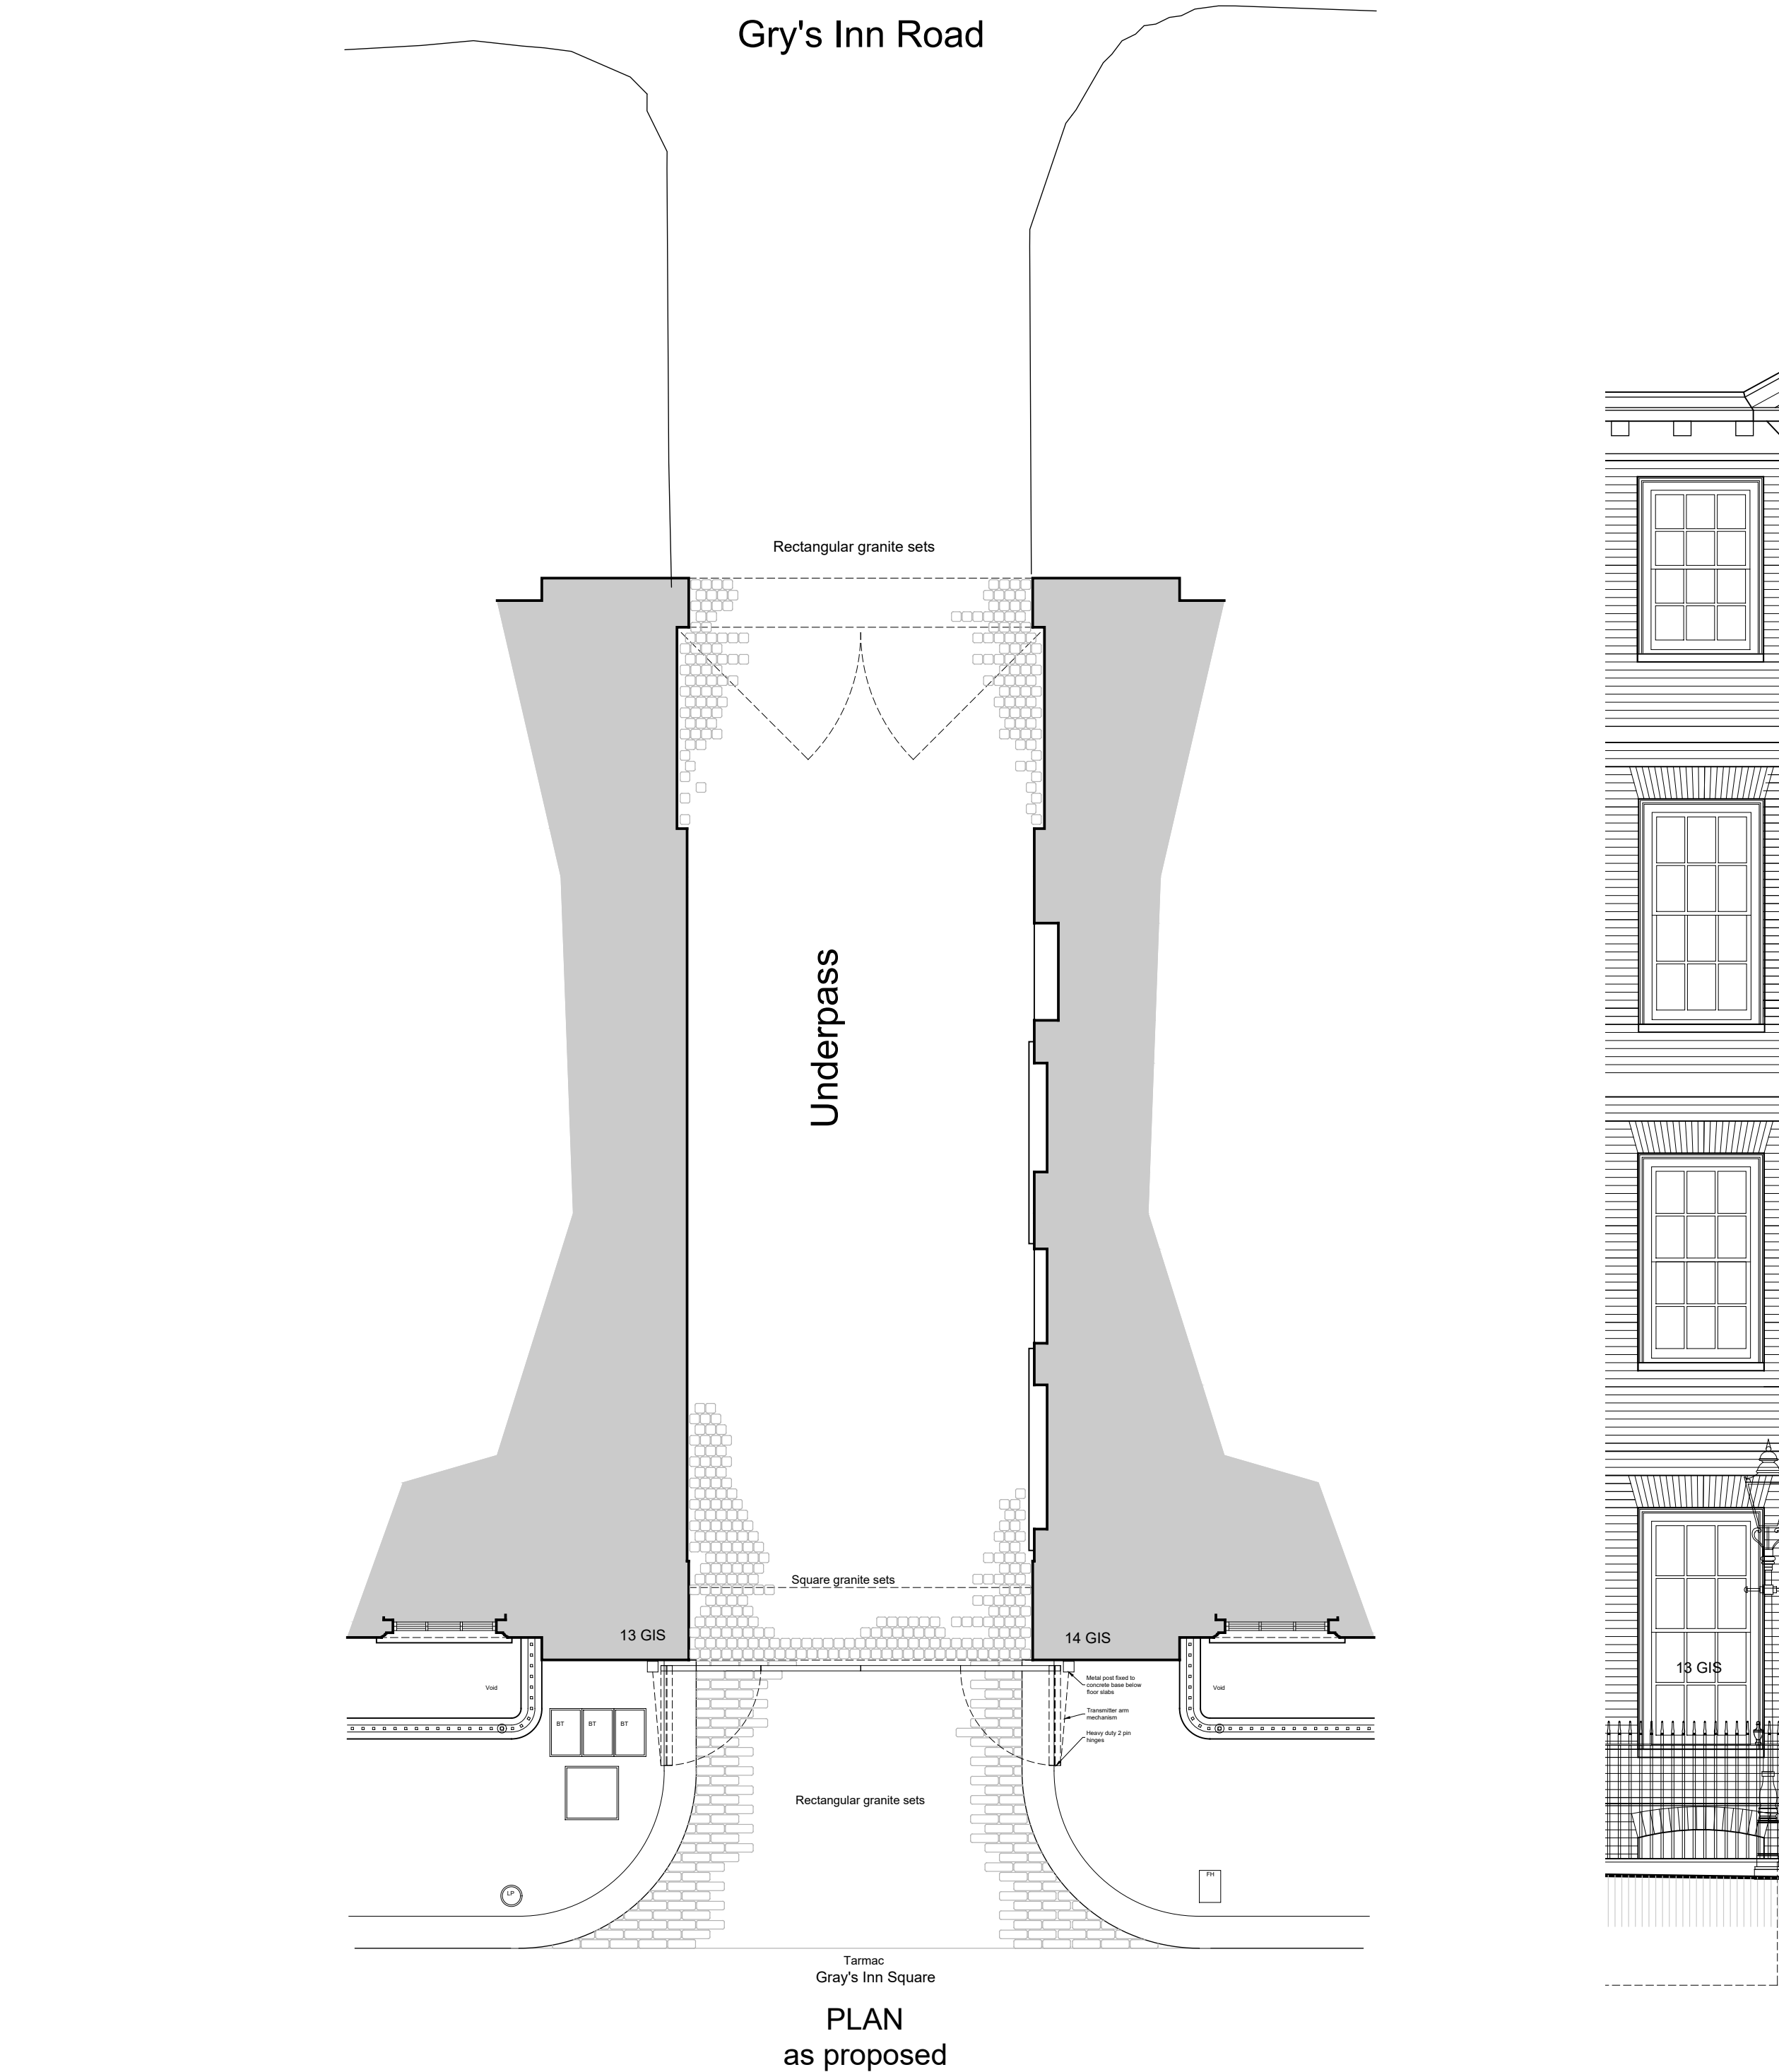 Gry's Inn Road
Rectangular granite sets
Underpass
Square granite sets
13 GIS
14 GIS
13 GIS
Metal post fixed to
concrete base below
floor slabs
Void
Void
Transmitter arm
mechanism
BT
BT
BT
Heavy duty 2 pin
hinges
Rectangular granite sets
FH
LP
Tarmac
Gray's Inn Square
PLAN
as proposed